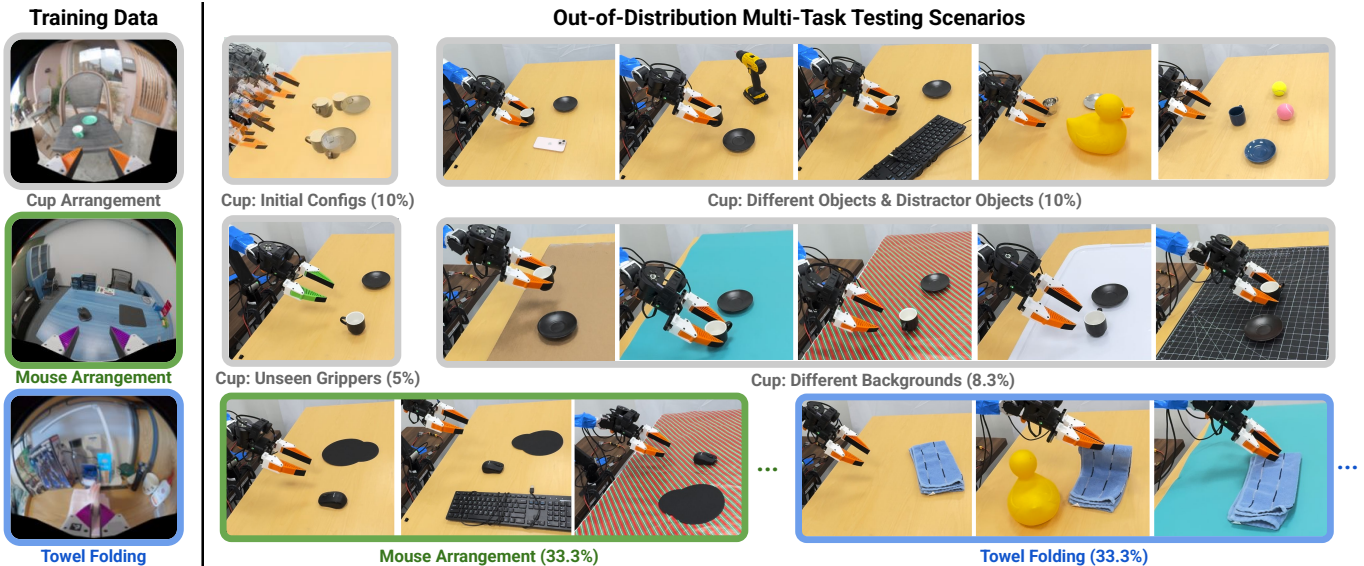 Training Data
Out-of-Distribution Multi-Task Testing Scenarios
Cup Arrangement
Cup: Initial Configs (10%)
Cup: Different Objects & Distractor Objects (10%)
Mouse Arrangement
Cup: Unseen Grippers (5%)
Cup: Different Backgrounds (8.3%)
...
...
Towel Folding
Mouse Arrangement (33.3%)
Towel Folding (33.3%)